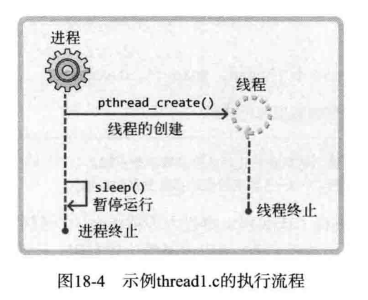 进程
线程
pthread_create()
线程的创建
sleep()
暂停运行
线程终止
进程终止
图18-4 示例thread1.c的执行流程